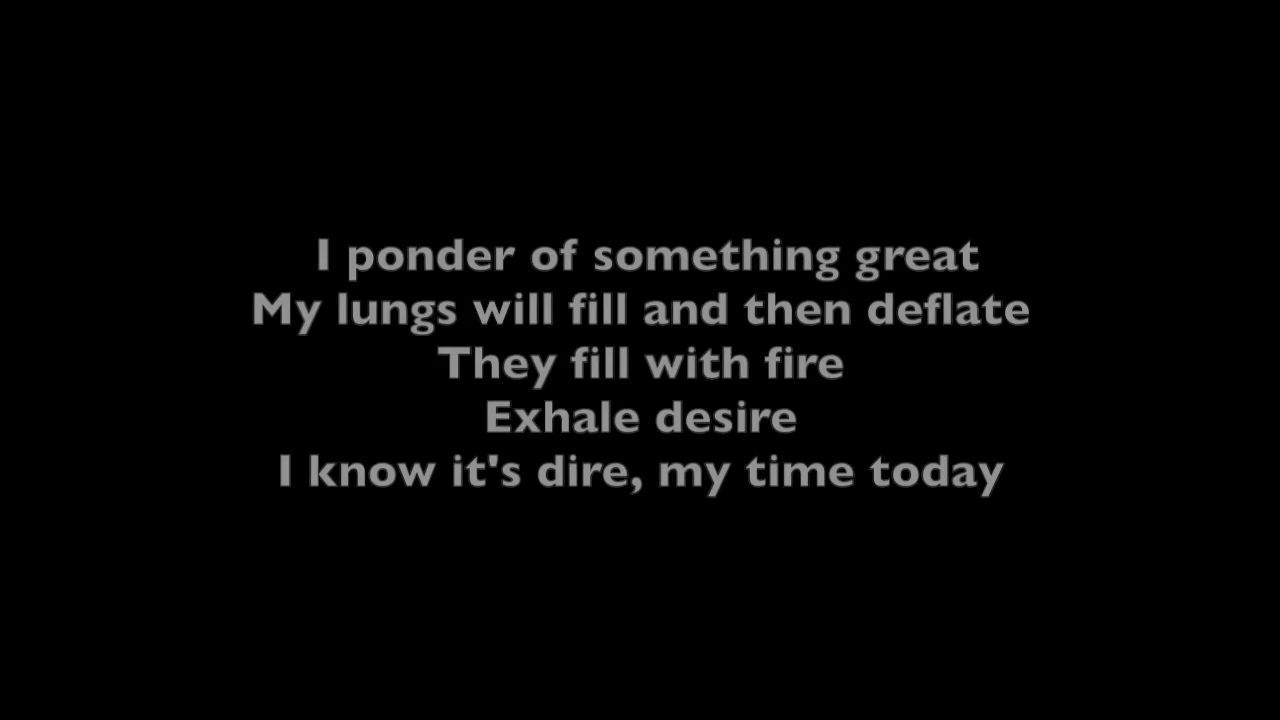 I ponder of something great
My lungs will fill and then deflate
They fill with fire
Exhale desire
I know it's dire, my time today